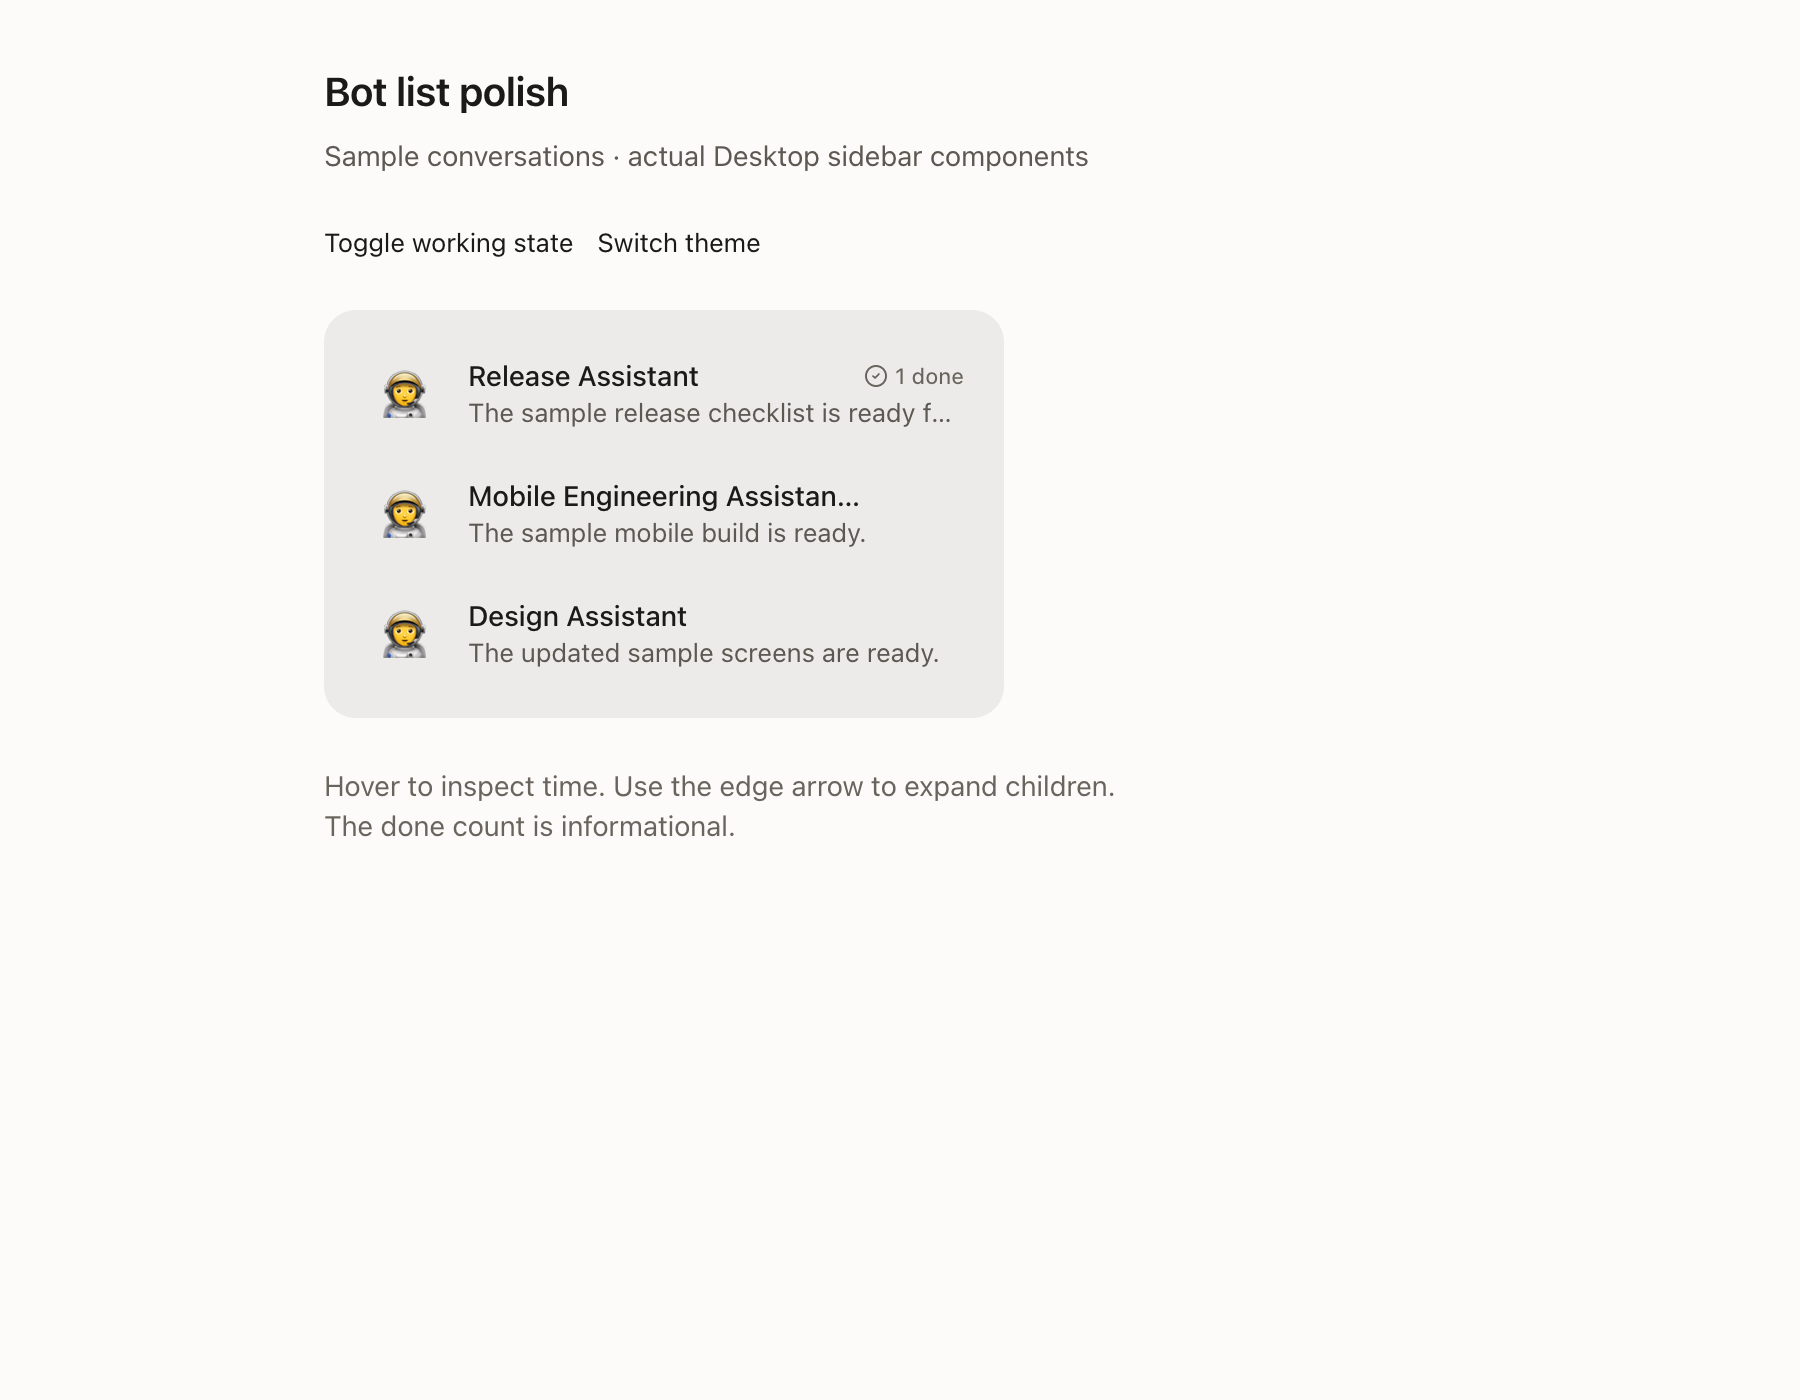 Bot list polish
Sample conversations · actual Desktop sidebar components
Toggle working state Switch theme
Release Assistant 1 done
The sample release checklist is ready f...
Mobile Engineering Assistan...
The sample mobile build is ready.
Design Assistant
The updated sample screens are ready.
Hover to inspect time. Use the edge arrow to expand children.
The done count is informational.